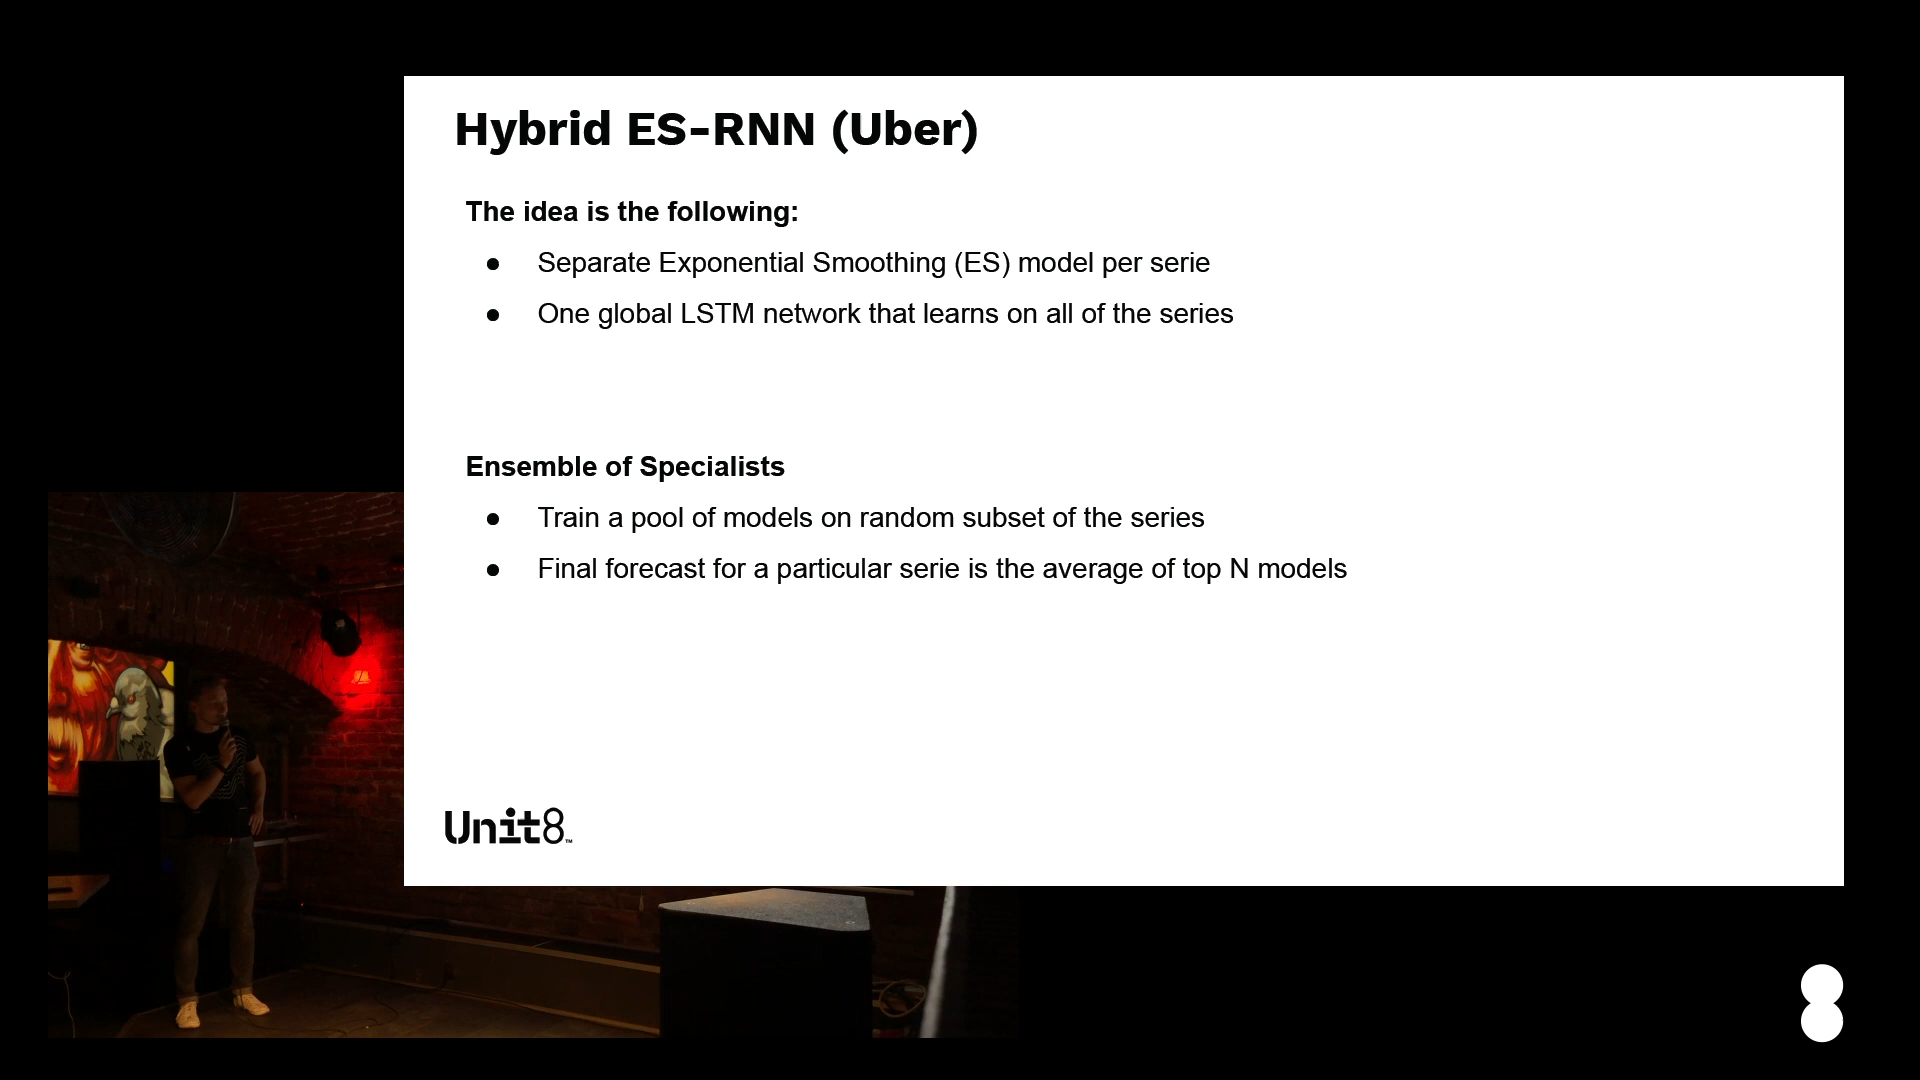 Hybrid ES-RNN (Uber)
The idea is the following:
● Separate Exponential Smoothing (ES) model per serie
● One global LSTM network that learns on all of the series
Ensemble of Specialists
● Train a pool of models on random subset of the series
● Final forecast for a particular serie is the average of top N models
Unit8™